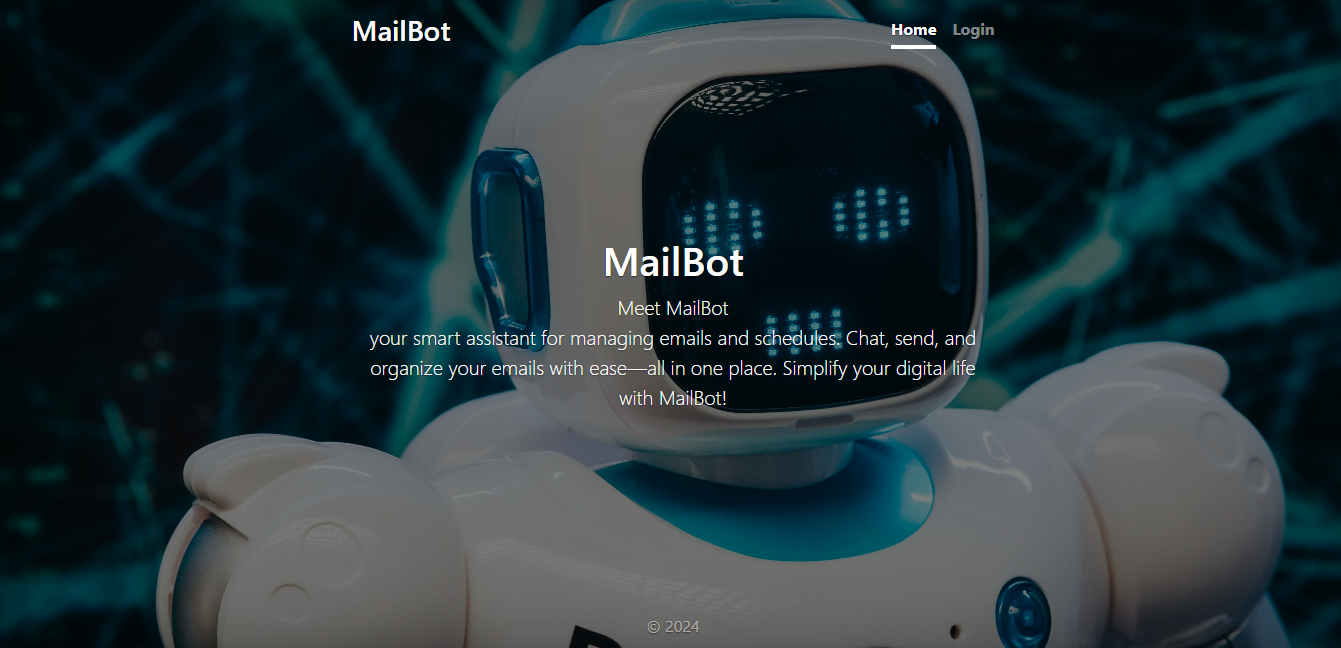 MailBot
Home Login
MailBot
Meet MailBot
your smart assistant for managing emails and schedules. Chat, send, and
organize your emails with ease—all in one place. Simplify your digital life
with MailBot!
© 2024